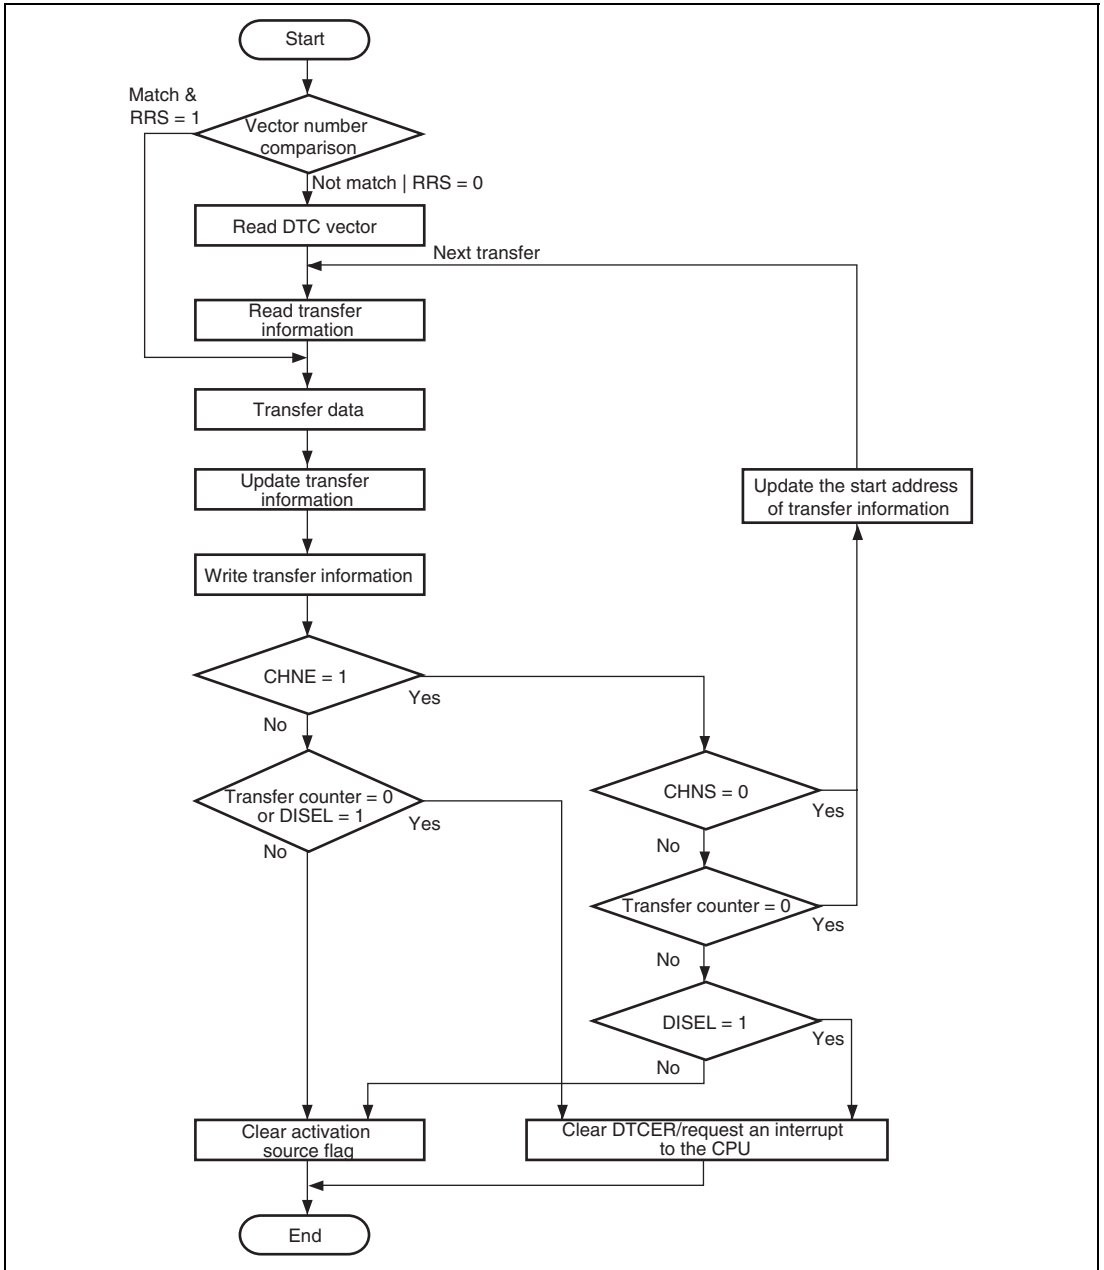 Start
Match &
RRS = 1
Vector number
comparison
Not match | RRS = 0
Read DTC vector
Next transfer
Read transfer
information
Transfer data
Update transfer
information
Update the start address
of transfer information
Write transfer information
CHNE = 1
Yes
No
Transfer counter = 0
or DISEL = 1
Yes
No
CHNS = 0
Yes
No
Transfer counter = 0
Yes
No
DISEL = 1
Yes
No
Clear activation
source flag
Clear DTCER/request an interrupt
to the CPU
End